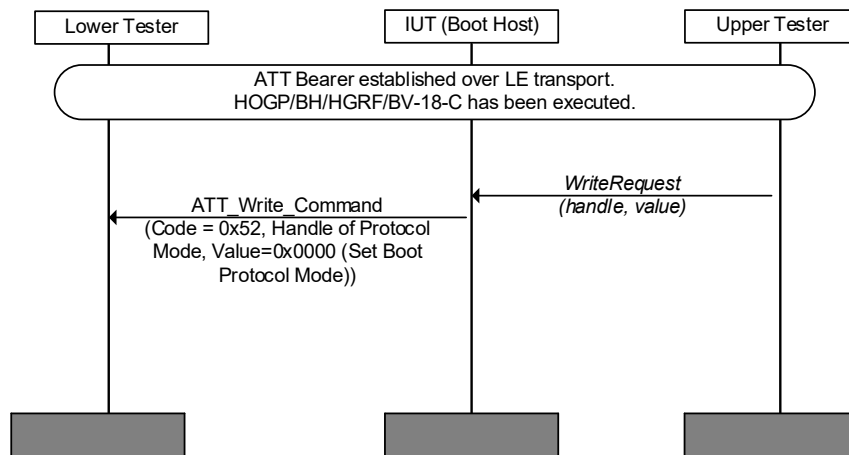 Lower Tester
IUT (Boot Host)
Upper Tester
ATT Bearer established over LE transport.
HOGP/BH/HGRF/BV-18-C has been executed.
WriteRequest
(handle, value)
ATT_Write_Command
(Code = 0x52, Handle of Protocol
Mode, Value=0x0000 (Set Boot
Protocol Mode))